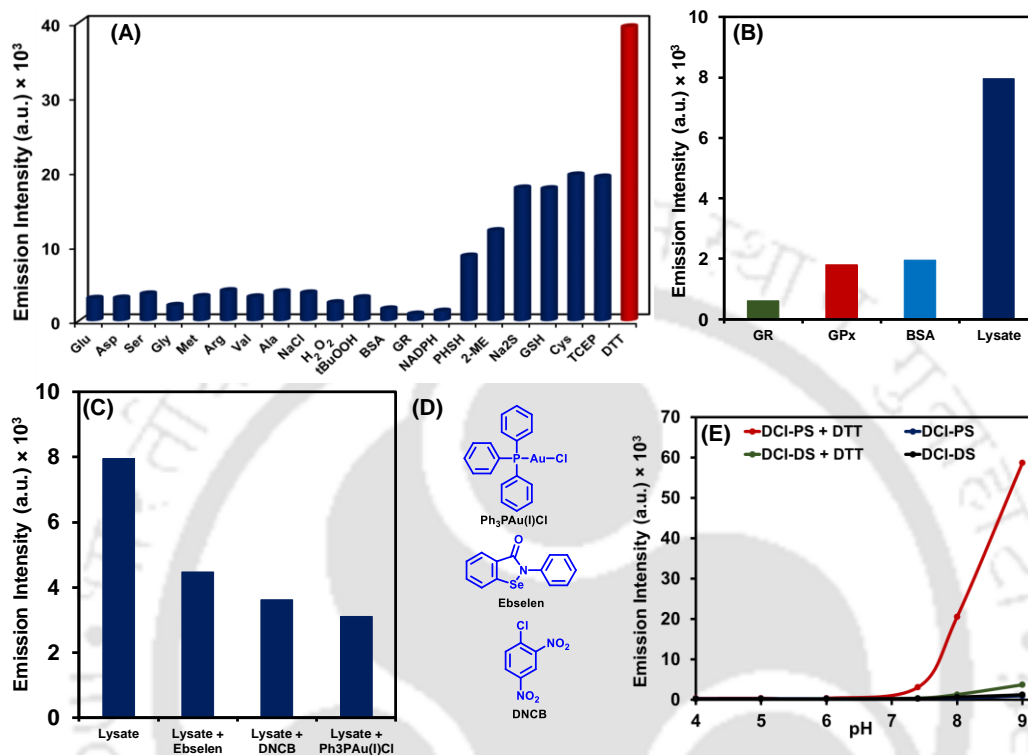 (A)
Emission Intensity (a.u.) × 10³
40
30
20
10
0
Glu Asp Ser Gly Met Arg Val Ala NaCl H₂O₂ tBuOOH BSA GR NADPH PHSH 2-ME Na2S GSH Cys TCEP DTT
(B)
Emission Intensity (a.u.) × 10³
10
8
6
4
2
0
GR GPx BSA Lysate
(C)
Emission Intensity (a.u.) × 10³
10
8
6
4
2
0
Lysate Lysate + Ebselen Lysate + DNCB Lysate + Ph3PAu(I)Cl
(D)
P Au Cl
Ph₃PAu(I)Cl
O
N
Se
Ebselen
Cl
NO₂
NO₂
DNCB
(E)
DCI-PS + DTT DCI-PS
DCI-DS + DTT DCI-DS
Emission Intensity (a.u.) × 10³
70
60
50
40
30
20
10
0
4 5 6 7 8 9
pH